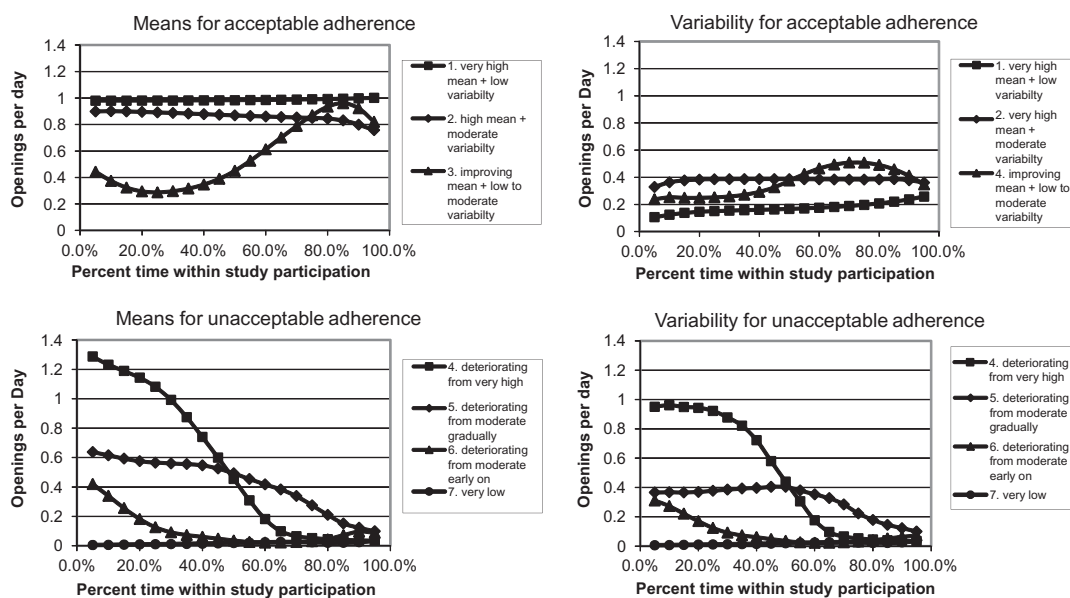 Means for acceptable adherence
Openings per day
1.4
1.2
1
0.8
0.6
0.4
0.2
0
0.0%
20.0%
40.0%
60.0%
80.0%
100.0%
Percent time within study participation
1. very high
mean + low
variabilty
2. high mean +
moderate
variabilty
3. improving
mean + low to
moderate
variabilty
Variability for acceptable adherence
Openings per Day
1.4
1.2
1
0.8
0.6
0.4
0.2
0
0.0%
20.0%
40.0%
60.0%
80.0%
100.0%
Percent time within study participation
1. very high
mean + low
variabilty
2. very high
mean +
moderate
variabilty
4. improving
mean + low to
moderate
variabilty
Means for unacceptable adherence
Openings per Day
1.4
1.2
1
0.8
0.6
0.4
0.2
0
0.0%
20.0%
40.0%
60.0%
80.0%
100.0%
Percent time within study participation
4. deteriorating
from very high
5. deteriorating
from moderate
gradually
6. deteriorating
from moderate
early on
7. very low
Variability for unacceptable adherence
Openings per Day
1.4
1.2
1
0.8
0.6
0.4
0.2
0
0.0%
20.0%
40.0%
60.0%
80.0%
100.0%
Percent time within study participation
4. deteriorating
from very high
5. deteriorating
from moderate
gradually
6. deteriorating
from moderate
early on
7. very low